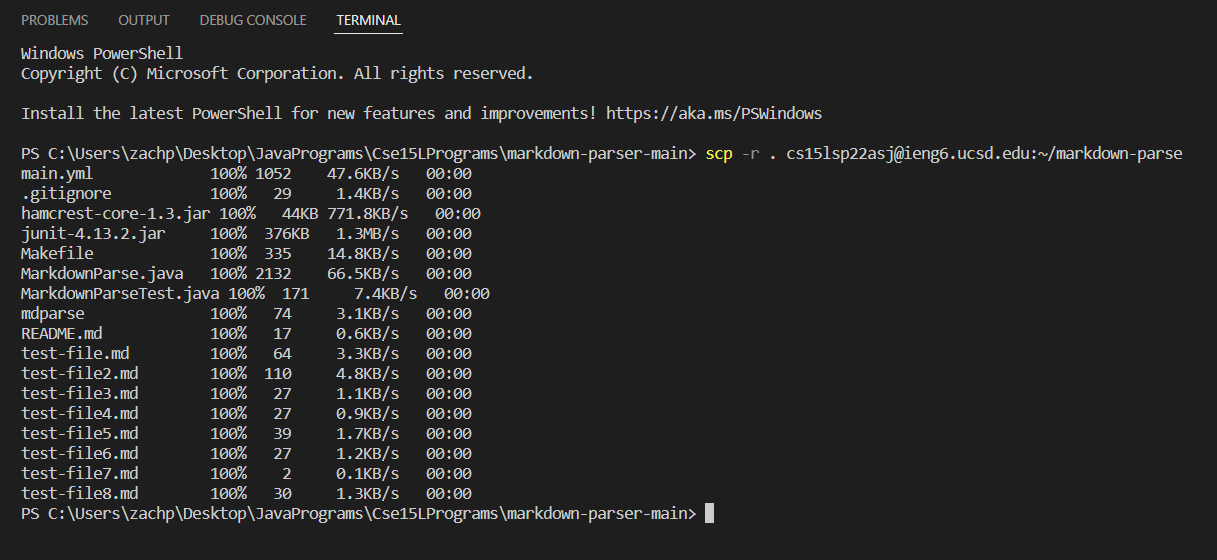 PROBLEMS OUTPUT DEBUG CONSOLE TERMINAL
Windows PowerShell
Copyright (C) Microsoft Corporation. All rights reserved.
Install the latest PowerShell for new features and improvements! https://aka.ms/PSWindows
PS C:\Users\zachp\Desktop\JavaPrograms\Cse15LPrograms\markdown-parser-main> scp -r . cs15lsp22asj@ieng6.ucsd.edu:~/markdown-parse
main.yml 100% 1052 47.6KB/s 00:00
.gitignore 100% 29 1.4KB/s 00:00
hamcrest-core-1.3.jar 100% 44KB 771.8KB/s 00:00
junit-4.13.2.jar 100% 376KB 1.3MB/s 00:00
Makefile 100% 335 14.8KB/s 00:00
MarkdownParse.java 100% 2132 66.5KB/s 00:00
MarkdownParseTest.java 100% 171 7.4KB/s 00:00
mdparse 100% 74 3.1KB/s 00:00
README.md 100% 17 0.6KB/s 00:00
test-file.md 100% 64 3.3KB/s 00:00
test-file2.md 100% 110 4.8KB/s 00:00
test-file3.md 100% 27 1.1KB/s 00:00
test-file4.md 100% 27 0.9KB/s 00:00
test-file5.md 100% 39 1.7KB/s 00:00
test-file6.md 100% 27 1.2KB/s 00:00
test-file7.md 100% 2 0.1KB/s 00:00
test-file8.md 100% 30 1.3KB/s 00:00
PS C:\Users\zachp\Desktop\JavaPrograms\Cse15LPrograms\markdown-parser-main>